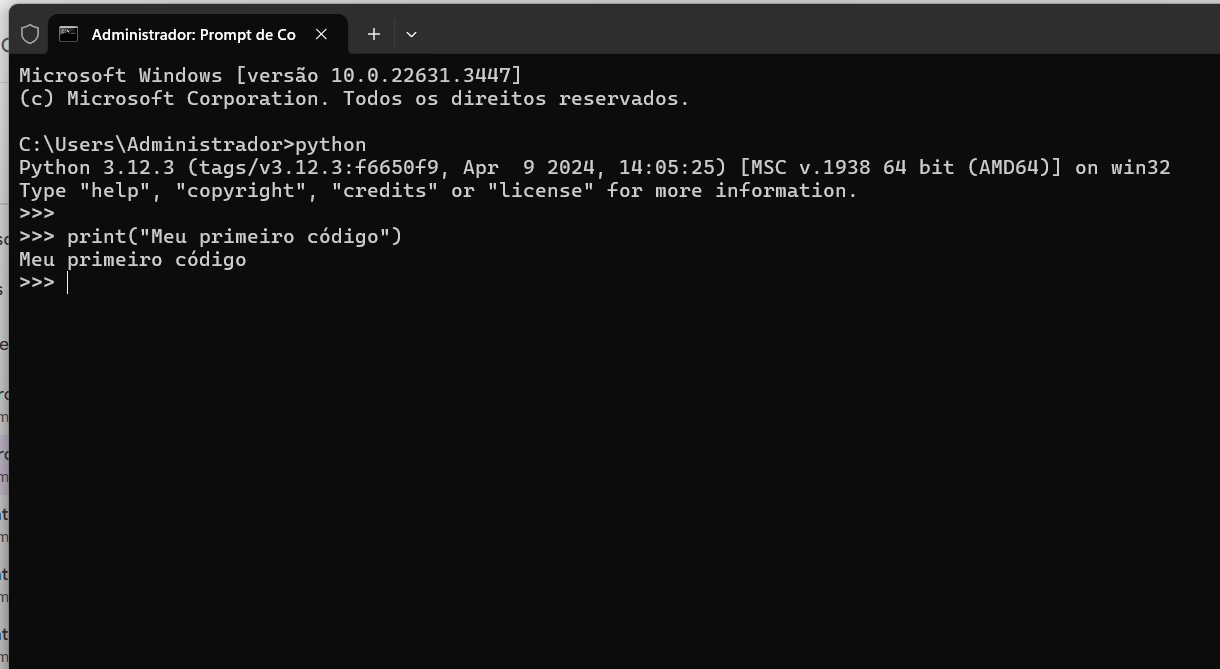 Administrador: Prompt de Co
Microsoft Windows [versão 10.0.22631.3447]
(c) Microsoft Corporation. Todos os direitos reservados.
C:\Users\Administrador>python
Python 3.12.3 (tags/v3.12.3:f6650f9, Apr  9 2024, 14:05:25) [MSC v.1938 64 bit (AMD64)] on win32
Type "help", "copyright", "credits" or "license" for more information.
>>>
>>> print("Meu primeiro código")
Meu primeiro código
>>>